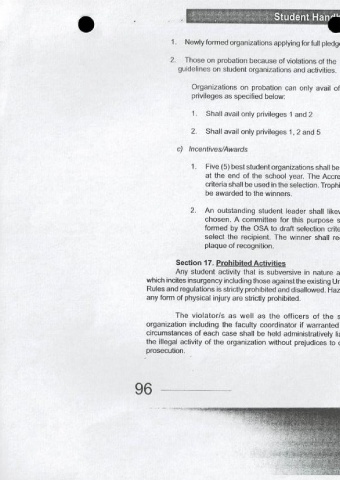 Student Hand
1. Newly formed organizations applying for full pledge
2. Those on probation because of violations of the
guidelines on student organizations and activities.
Organizations on probation can only avail of
privileges as specified below:
1. Shall avail only privileges 1 and 2
2. Shall avail only privileges 1, 2 and 5
c) Incentives/Awards
1. Five (5) best student organizations shall be
at the end of the school year. The Accre
criteria shall be used in the selection. Trophi
be awarded to the winners.
2. An outstanding student leader shall likew
chosen. A committee for this purpose s
formed by the OSA to draft selection crite
select the recipient. The winner shall re
plaque of recognition.
Section 17. Prohibited Activities
Any student activity that is subversive in nature a
which incites insurgency including those against the existing Un
Rules and regulations is strictly prohibited and disallowed. Haz
any form of physical injury are strictly prohibited.
The violator/s as well as the officers of the s
organization including the faculty coordinator if warranted
circumstances of each case shall be held administratively lia
the illegal activity of the organization without prejudices to c
prosecution.
96